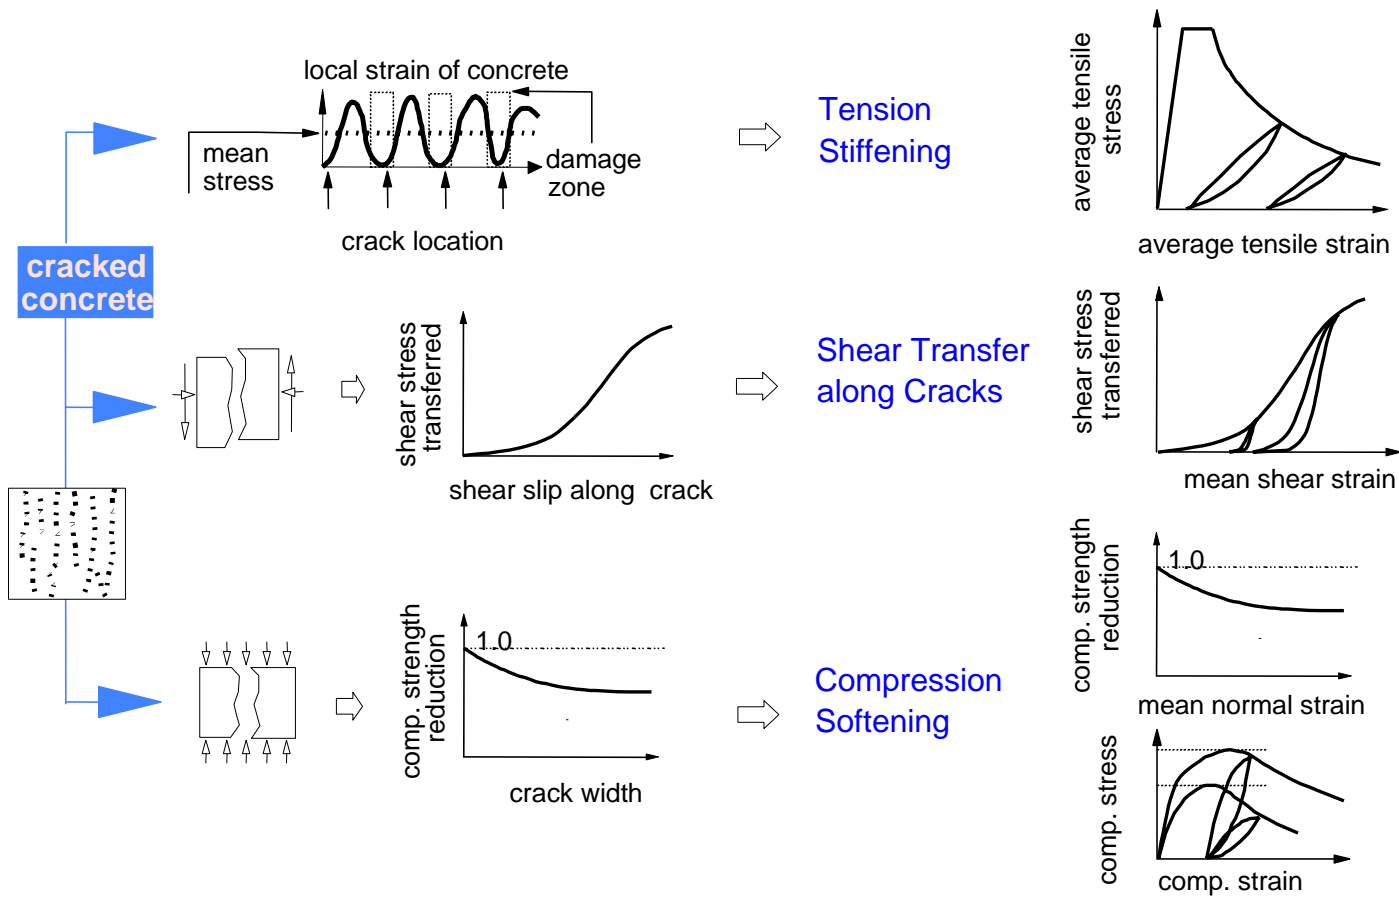 local strain of concrete
mean
stress
damage
zone
crack location
Tension
Stiffening
average tensile
stress
average tensile strain
cracked
concrete
shear stress
transferred
shear slip along crack
Shear Transfer
along Cracks
shear stress
transferred
mean shear strain
comp. strength
reduction
1.0
crack width
Compression
Softening
comp. strength
reduction
1.0
mean normal strain
comp. stress
comp. strain